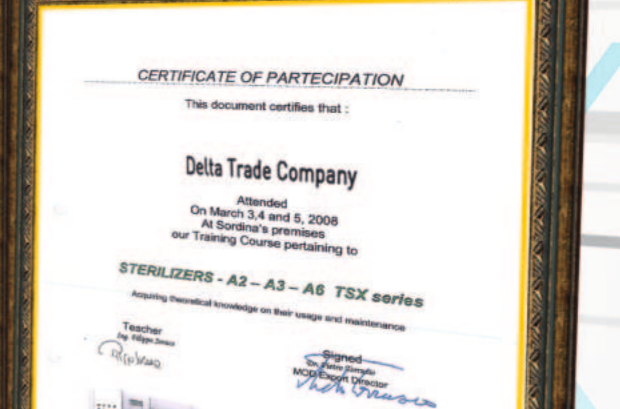 CERTIFICATE OF PARTECIPATION
This document certifies that :
Delta Trade Company
Attended
On March 3,4 and 5, 2008
At Sordina's premises
our Training Course pertaining to
STERILIZERS - A2 – A3 – A6 TSX series
Acquiring theoretical knowledge on their usage and maintenance
Teacher
Signed
MOD Export Director